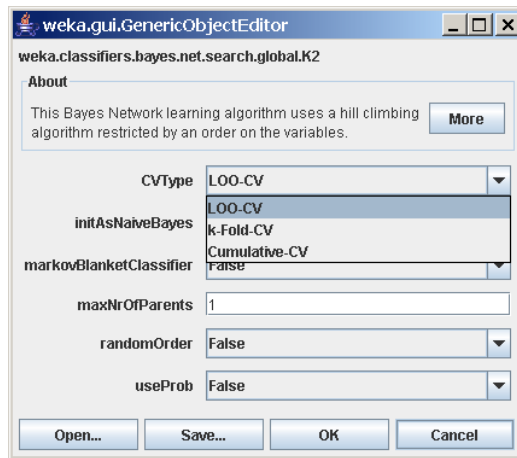 weka.gui.GenericObjectEditor
weka.classifiers.bayes.net.search.global.K2
About
This Bayes Network learning algorithm uses a hill climbing
algorithm restricted by an order on the variables.
More
CVType LOO-CV
LOO-CV
initAsNaiveBayes k-Fold-CV
Cumulative-CV
markovBlanketClassifier False
maxNrOfParents 1
randomOrder False
useProb False
Open... Save... OK Cancel